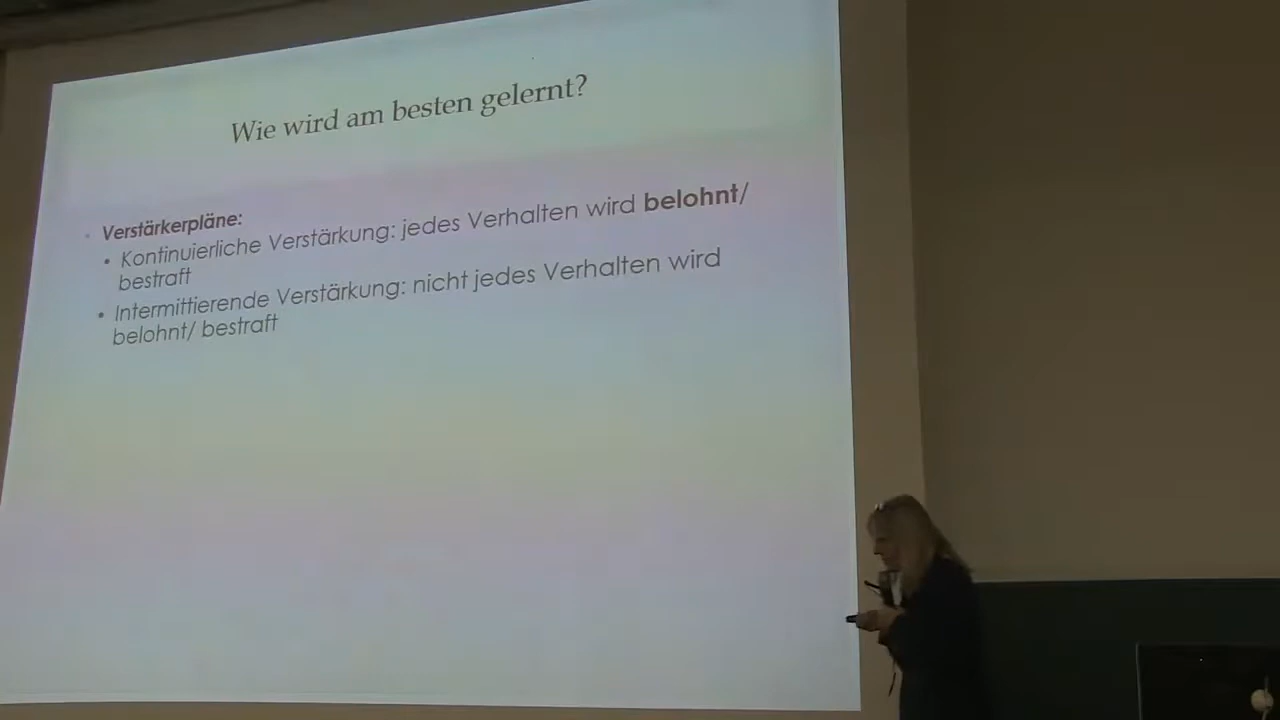 Wie wird am besten gelernt?
Verstärkerpläne:
Kontinuierliche Verstärkung: jedes Verhalten wird belohnt/
bestraft
Intermittierende Verstärkung: nicht jedes Verhalten wird
belohnt/ bestraft